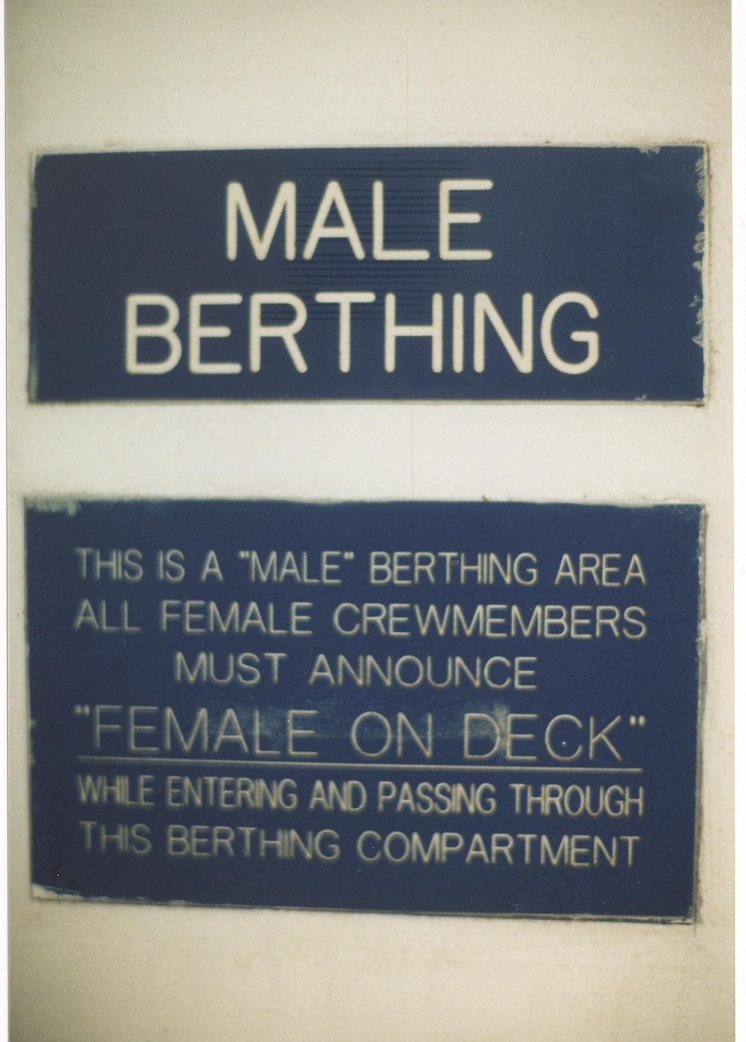 MALE
BERTHING
THIS IS A "MALE" BERTHING AREA
ALL FEMALE CREWMEMBERS
MUST ANNOUNCE
"FEMALE ON DECK"
WHILE ENTERING AND PASSING THROUGH
THIS BERTHING COMPARTMENT